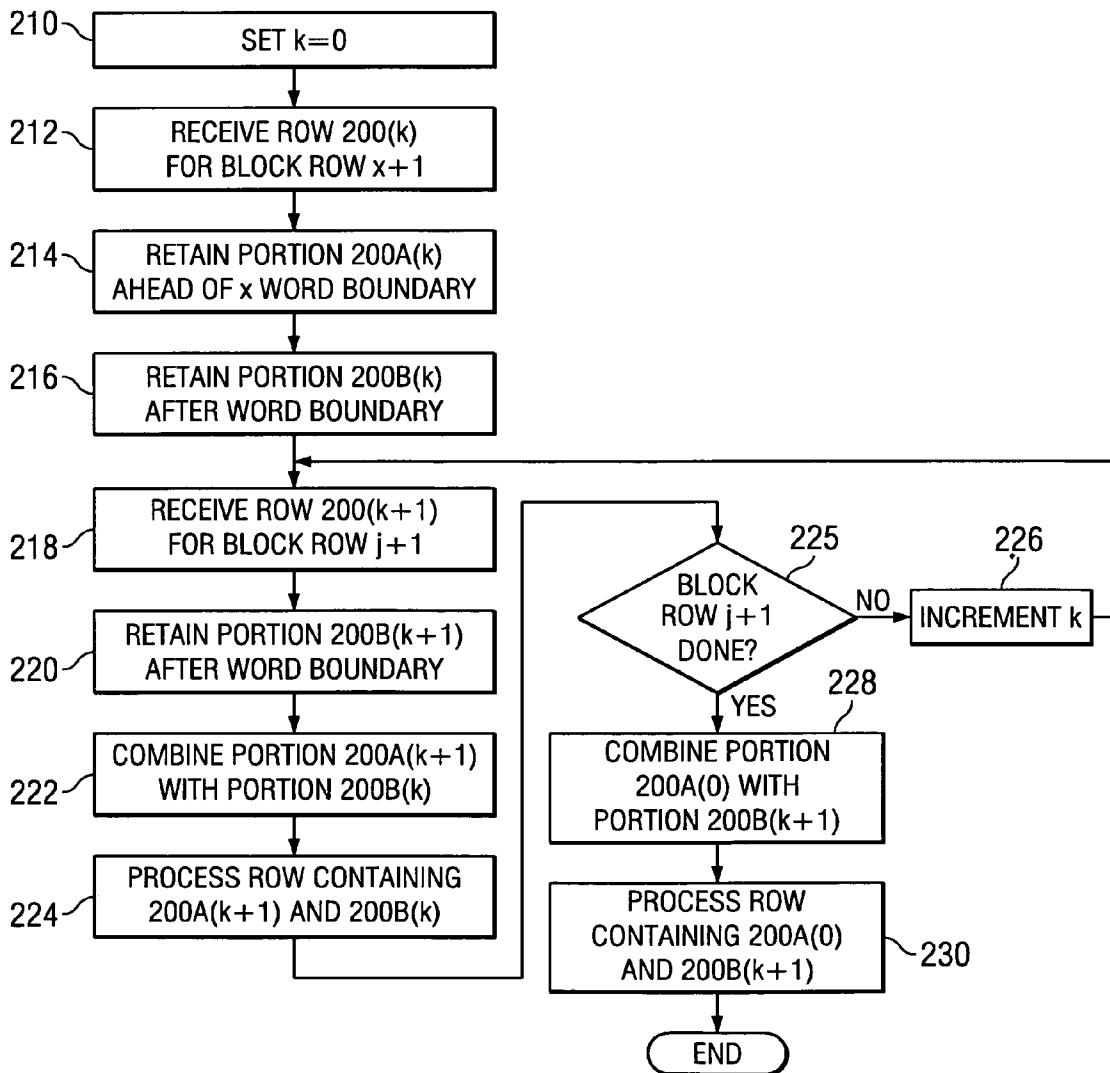 210
SET k=0
212
RECEIVE ROW 200(k)
FOR BLOCK ROW x+1
214
RETAIN PORTION 200A(k)
AHEAD OF x WORD BOUNDARY
216
RETAIN PORTION 200B(k)
AFTER WORD BOUNDARY
218
RECEIVE ROW 200(k+1)
FOR BLOCK ROW j+1
220
RETAIN PORTION 200B(k+1)
AFTER WORD BOUNDARY
222
COMBINE PORTION 200A(k+1)
WITH PORTION 200B(k)
224
PROCESS ROW CONTAINING
200A(k+1) AND 200B(k)
225
BLOCK
ROW j+1
DONE?
NO
226
INCREMENT k
YES
228
COMBINE PORTION
200A(0) WITH
PORTION 200B(k+1)
PROCESS ROW
CONTAINING 200A(0)
AND 200B(k+1)
230
END